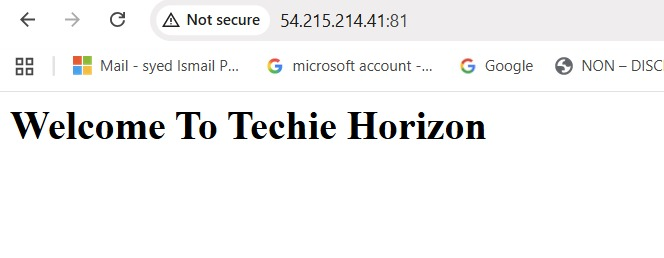 Not secure 54.215.214.41:81
Mail - syed Ismail P... microsoft account -... Google NON – DISC
Welcome To Techie Horizon